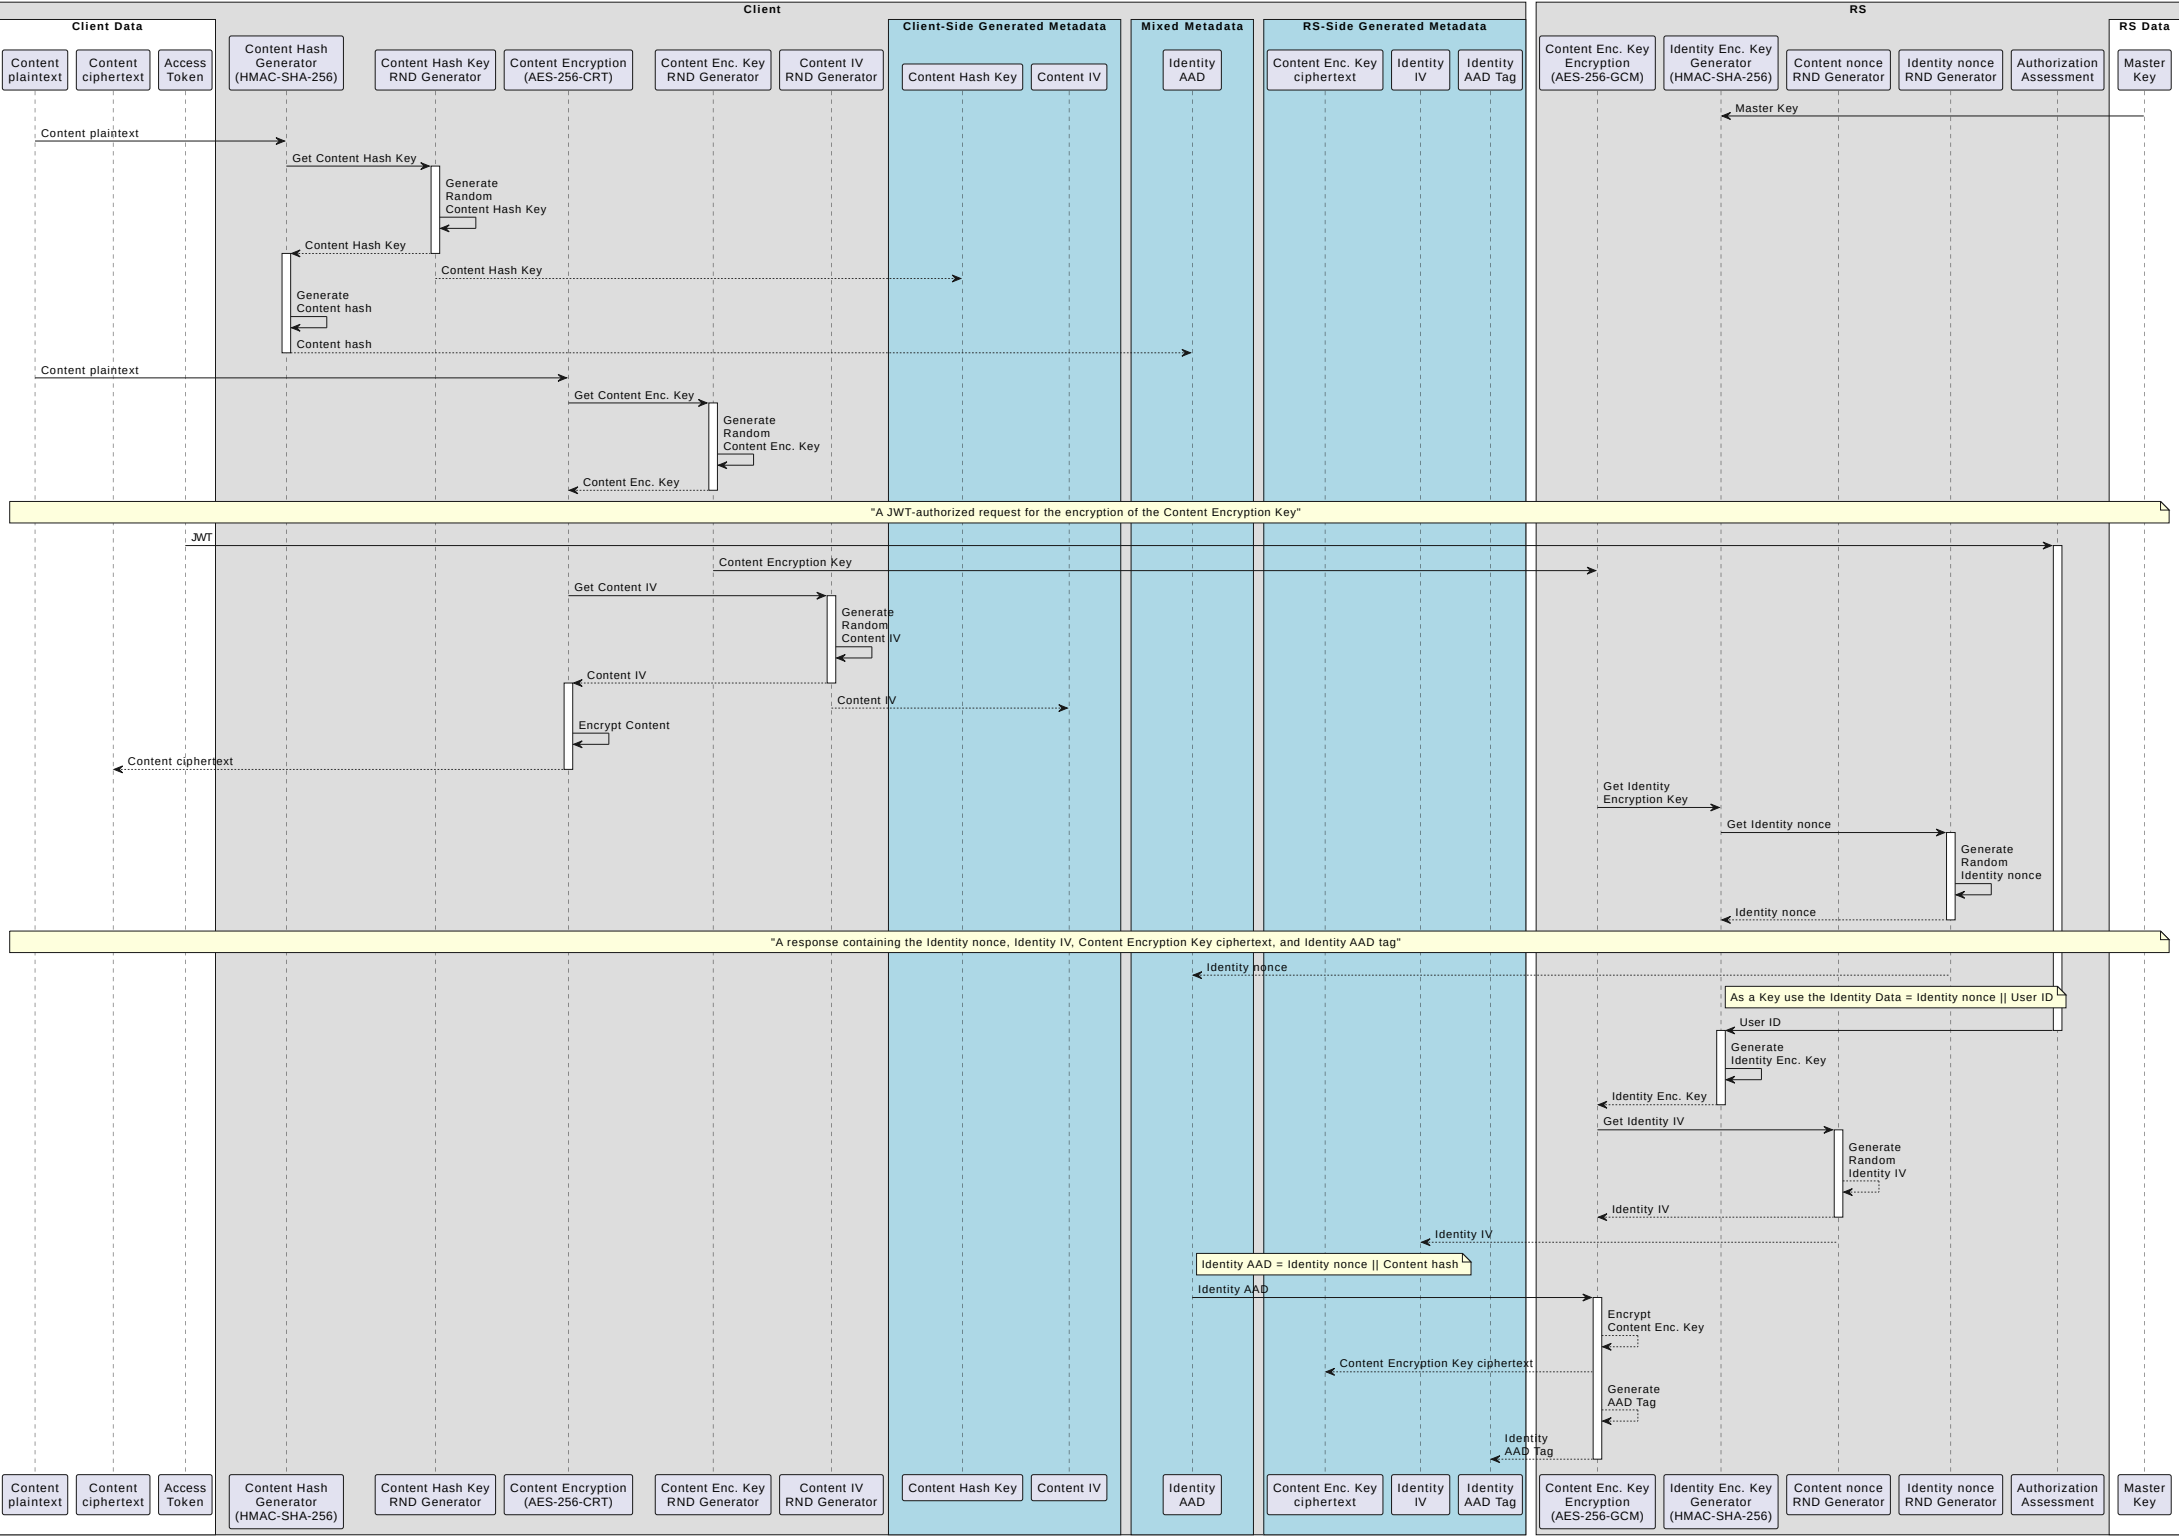 Client
RS
Client Data
Client-Side Generated Metadata
Mixed Metadata
RS-Side Generated Metadata
RS Data
Content
plaintext
Content
ciphertext
Access
Token
Content Hash
Generator
(HMAC-SHA-256)
Content Hash Key
RND Generator
Content Encryption
(AES-256-CRT)
Content Enc. Key
RND Generator
Content IV
RND Generator
Content Hash Key
Content IV
Identity
AAD
Content Enc. Key
ciphertext
Identity
IV
Identity
AAD Tag
Content Enc. Key
Encryption
(AES-256-GCM)
Identity Enc. Key
Generator
(HMAC-SHA-256)
Content nonce
RND Generator
Identity nonce
RND Generator
Authorization
Assessment
Master
Key
Master Key
Content plaintext
Get Content Hash Key
Generate
Random
Content Hash Key
Content Hash Key
Content Hash Key
Generate
Content hash
Content hash
Content plaintext
Get Content Enc. Key
Generate
Random
Content Enc. Key
Content Enc. Key
"A JWT-authorized request for the encryption of the Content Encryption Key"
JWT
Content Encryption Key
Get Content IV
Generate
Random
Content IV
Content IV
Content IV
Encrypt Content
Content ciphertext
Get Identity
Encryption Key
Get Identity nonce
Generate
Random
Identity nonce
Identity nonce
"A response containing the Identity nonce, Identity IV, Content Encryption Key ciphertext, and Identity AAD tag"
Identity nonce
As a Key use the Identity Data = Identity nonce || User ID
User ID
Generate
Identity Enc. Key
Identity Enc. Key
Get Identity IV
Generate
Random
Identity IV
Identity IV
Identity IV
Identity AAD = Identity nonce || Content hash
Identity AAD
Encrypt
Content Enc. Key
Content Encryption Key ciphertext
Generate
AAD Tag
Identity
AAD Tag
Content
plaintext
Content
ciphertext
Access
Token
Content Hash
Generator
(HMAC-SHA-256)
Content Hash Key
RND Generator
Content Encryption
(AES-256-CRT)
Content Enc. Key
RND Generator
Content IV
RND Generator
Content Hash Key
Content IV
Identity
AAD
Content Enc. Key
ciphertext
Identity
IV
Identity
AAD Tag
Content Enc. Key
Encryption
(AES-256-GCM)
Identity Enc. Key
Generator
(HMAC-SHA-256)
Content nonce
RND Generator
Identity nonce
RND Generator
Authorization
Assessment
Master
Key